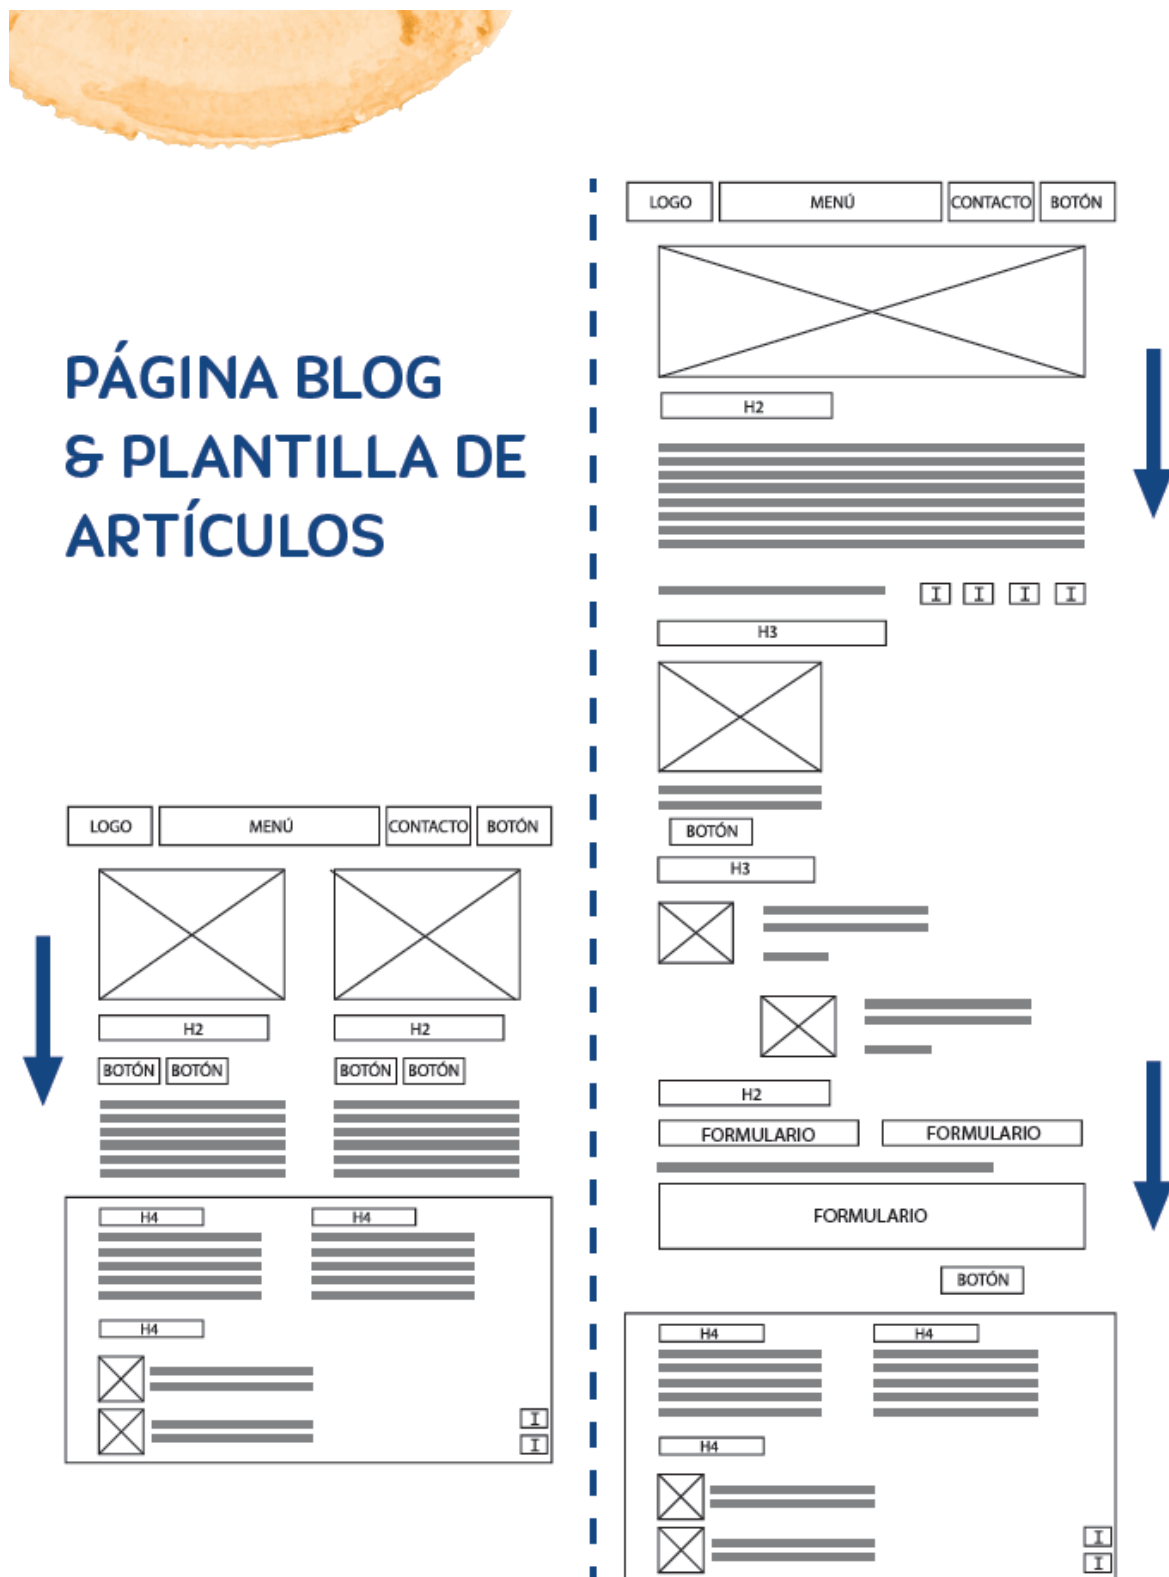 PÁGINA BLOG
& PLANTILLA DE
ARTÍCULOS
LOGO MENÚ CONTACTO BOTÓN
H2 H2
BOTÓN BOTÓN BOTÓN BOTÓN
H4 H4
H4
I
I
LOGO MENÚ CONTACTO BOTÓN
H2
I I I I
H3
BOTÓN
H3
H2
FORMULARIO FORMULARIO
FORMULARIO
BOTÓN
H4 H4
H4
I
I